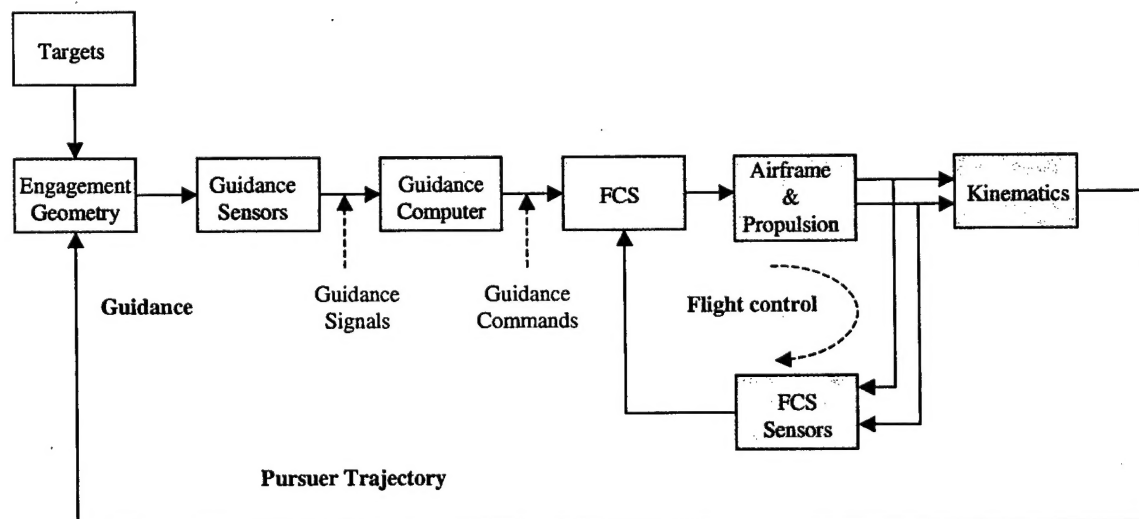 Targets
Engagement
Geometry
Guidance
Sensors
Guidance
Computer
FCS
Airframe
&
Propulsion
Kinematics
Guidance
Guidance
Signals
Guidance
Commands
Flight control
FCS
Sensors
Pursuer Trajectory